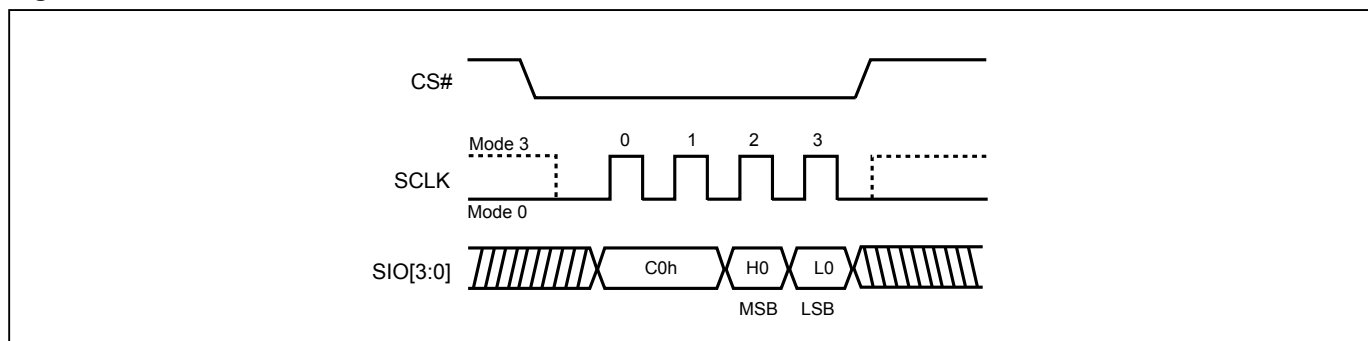 CS#
Mode 3
0 1 2 3
SCLK
Mode 0
SIO[3:0]
C0h H0 L0
MSB LSB